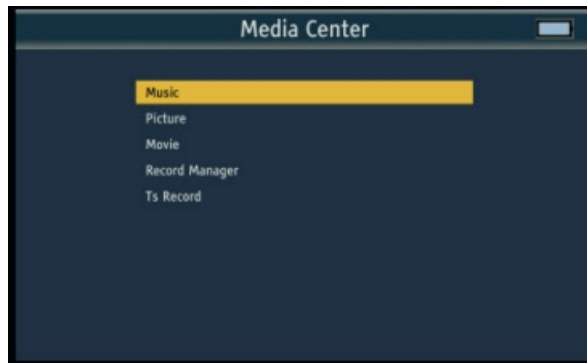 Media Center
Music
Picture
Movie
Record Manager
Ts Record